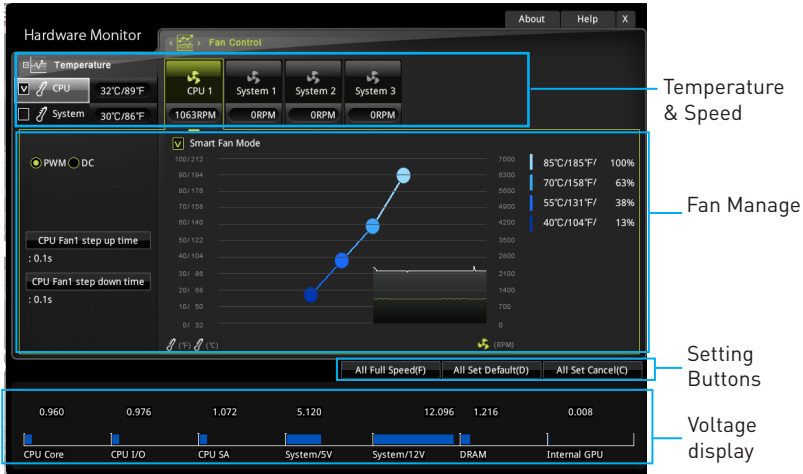 About Help X
Hardware Monitor
Fan Control
Temperature
CPU 32℃/89℉
System 30℃/86℉
CPU 1 System 1 System 2 System 3
1063RPM 0RPM 0RPM 0RPM
Temperature
& Speed
Smart Fan Mode
PWM DC
CPU Fan1 step up time
: 0.1s
CPU Fan1 step down time
: 0.1s
100/212 7000
90/194 6300
80/176 5600
70/158 4900
60/140 4200
50/122 3500
40/104 2800
30/ 86 2100
20/ 68 1400
10/ 50 700
0/ 32 0
(℉) (℃) (RPM)
85℃/185℉/ 100%
70℃/158℉/ 63%
55℃/131℉/ 38%
40℃/104℉/ 13%
Fan Manage
All Full Speed(F) All Set Default(D) All Set Cancel(C)
Setting
Buttons
0.960 0.976 1.072 5.120 12.096 1.216 0.008
CPU Core CPU I/O CPU SA System/5V System/12V DRAM Internal GPU
Voltage
display